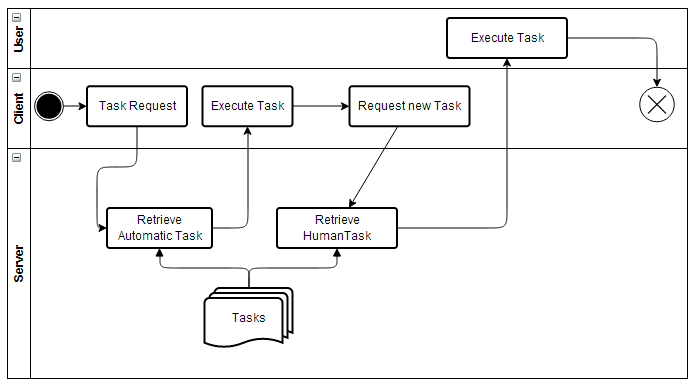 User
Execute Task
Client
Task Request
Execute Task
Request new Task
Server
Retrieve
Automatic Task
Retrieve
HumanTask
Tasks